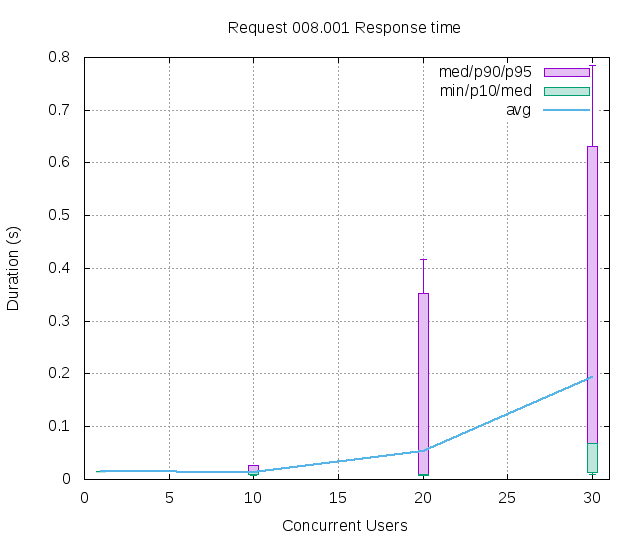 Request 008.001 Response time
0.8
0.7
0.6
0.5
0.4
0.3
0.2
0.1
0
0 5 10 15 20 25 30
Duration (s)
Concurrent Users
med/p90/p95
min/p10/med
avg